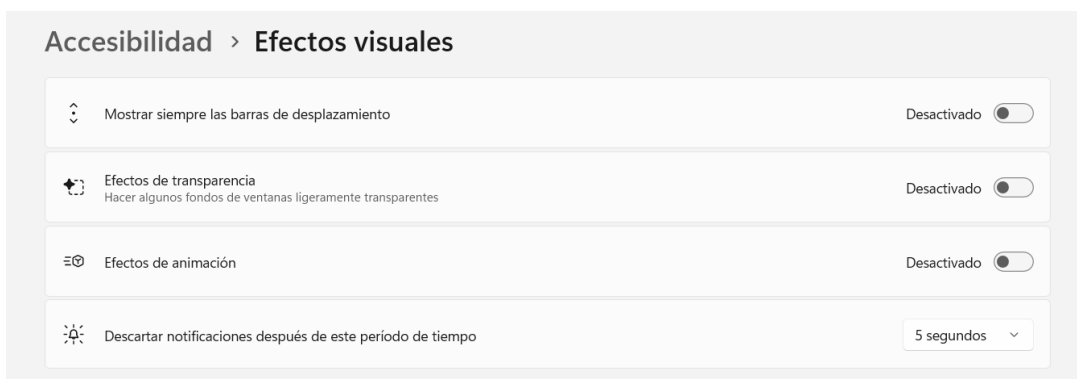 Accesibilidad > Efectos visuales
Mostrar siempre las barras de desplazamiento
Desactivado
Efectos de transparencia
Hacer algunos fondos de ventanas ligeramente transparentes
Desactivado
Efectos de animación
Desactivado
Descartar notificaciones después de este período de tiempo
5 segundos